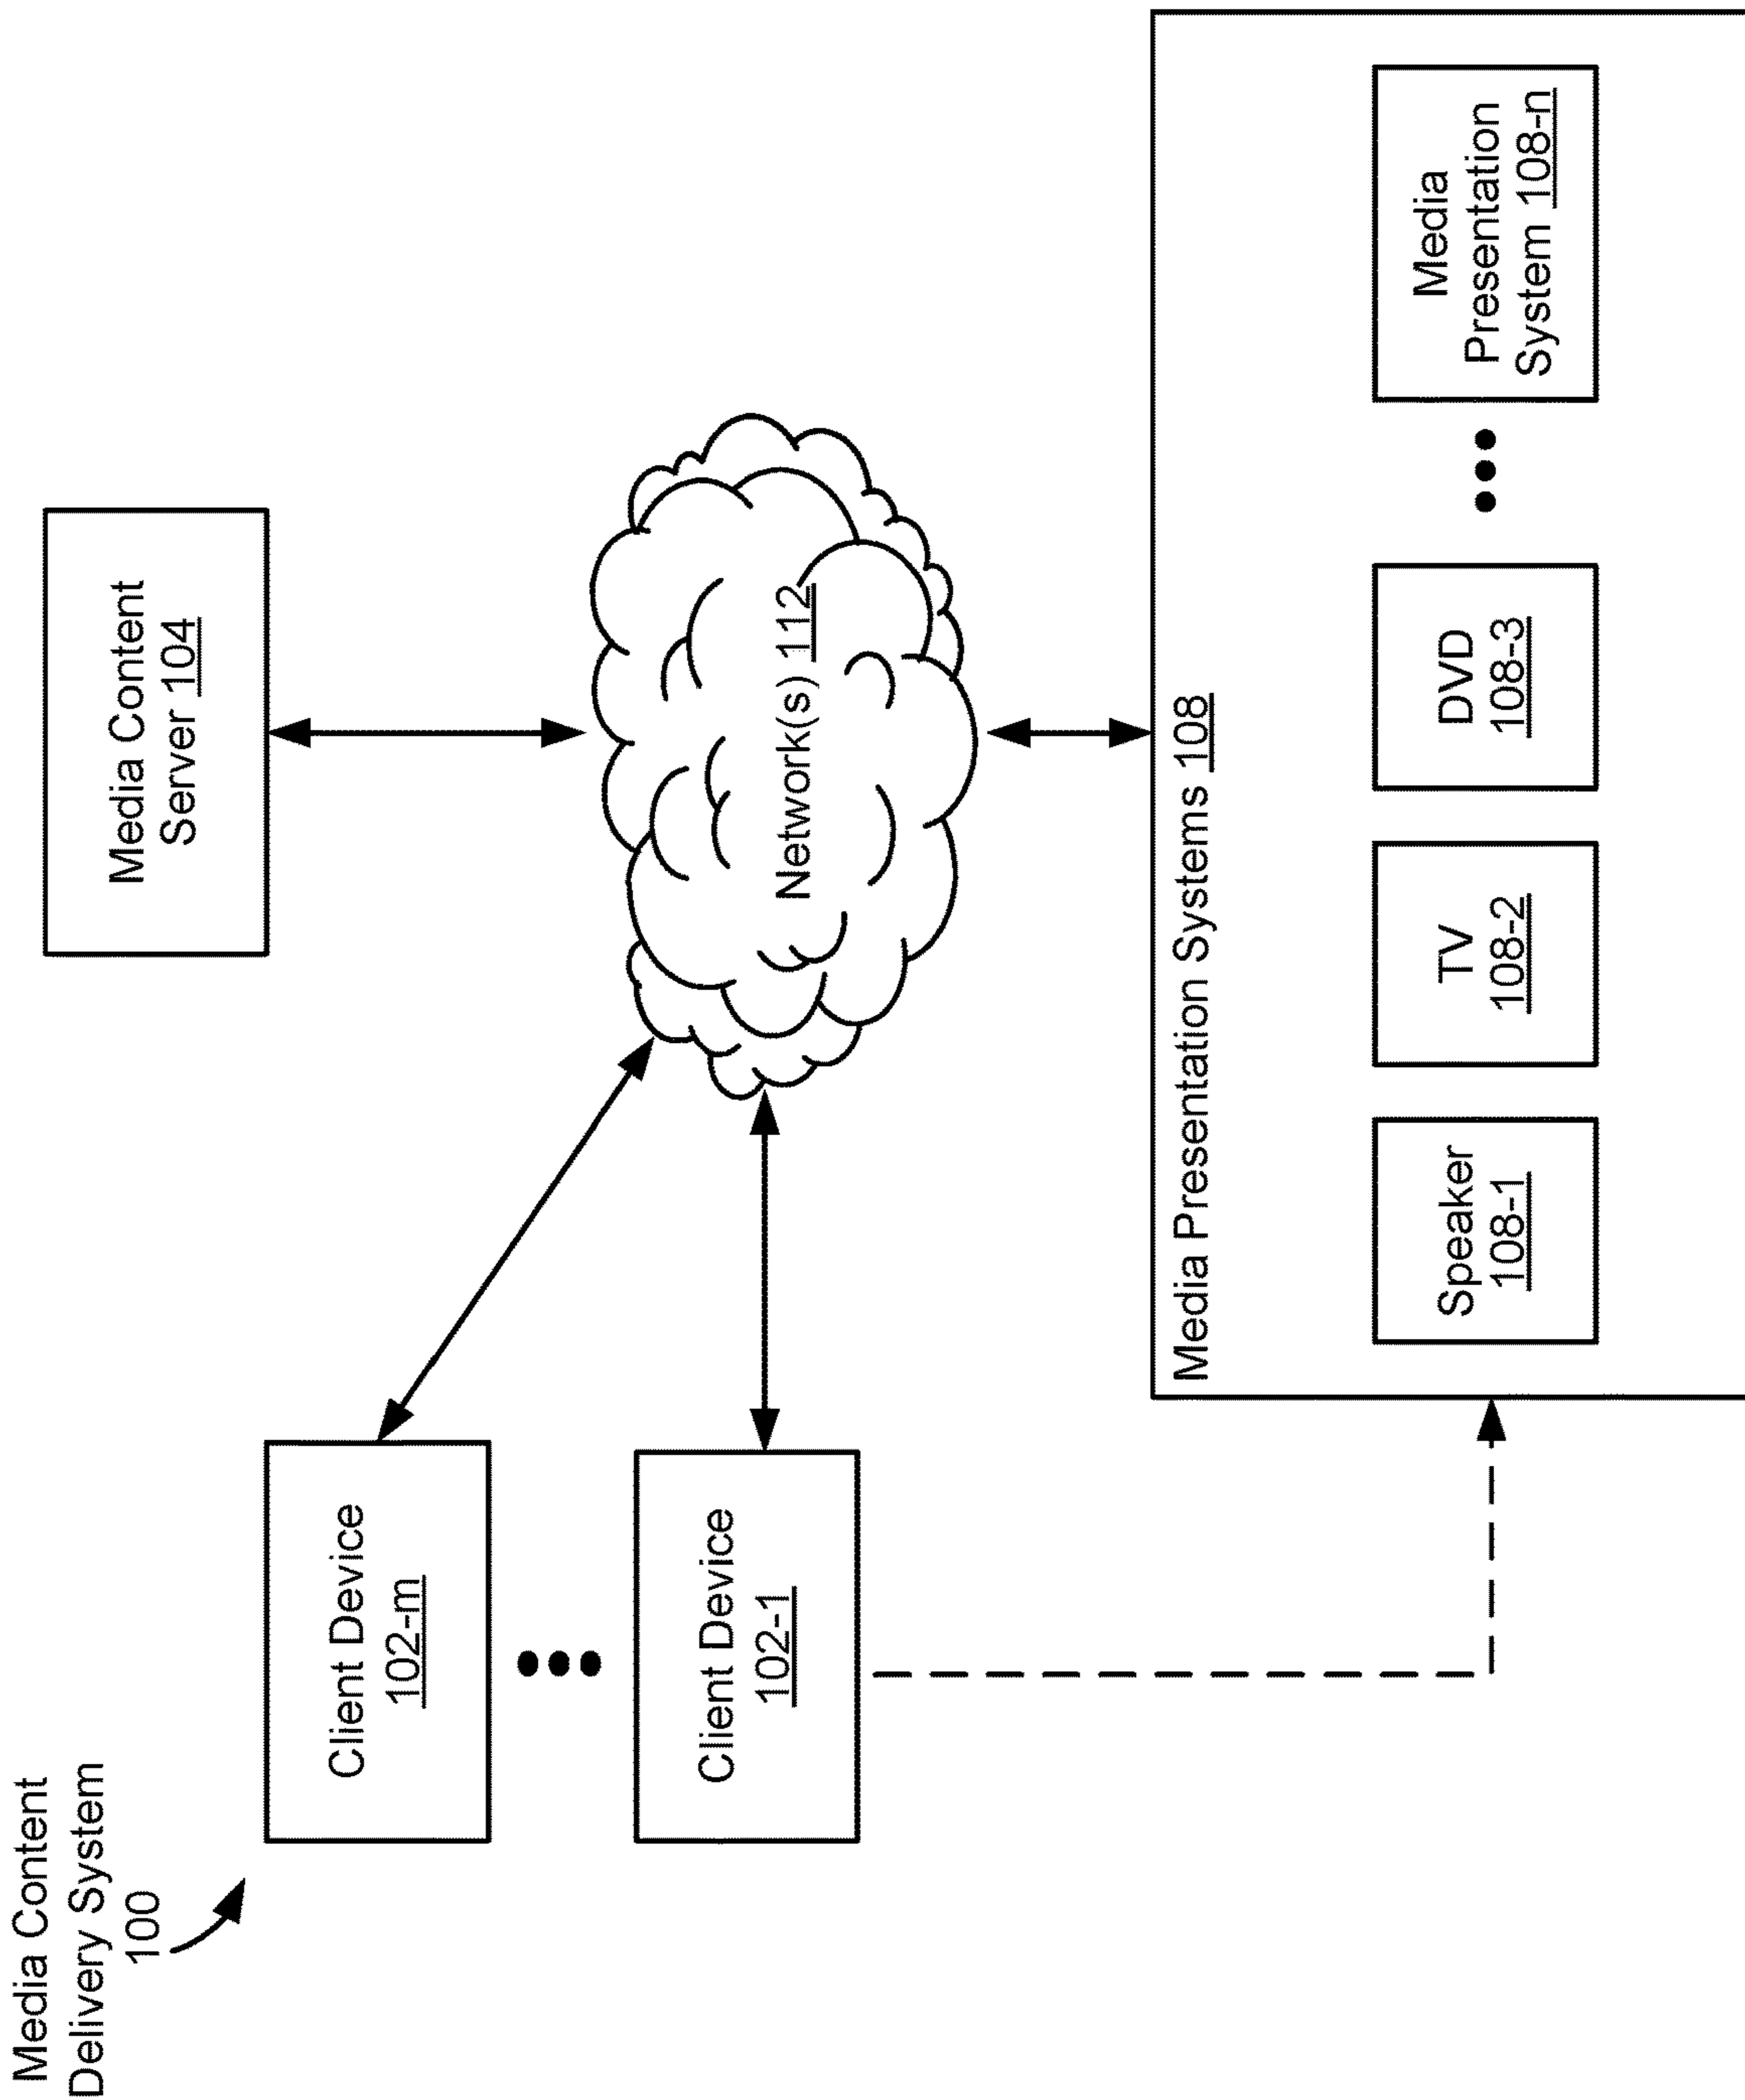 Media Content
Delivery System
100
Client Device
102-m
Client Device
102-1
Media Content
Server 104
Network(s) 112
Media Presentation Systems 108
Speaker
108-1
TV
108-2
DVD
108-3
Media
Presentation
System 108-n